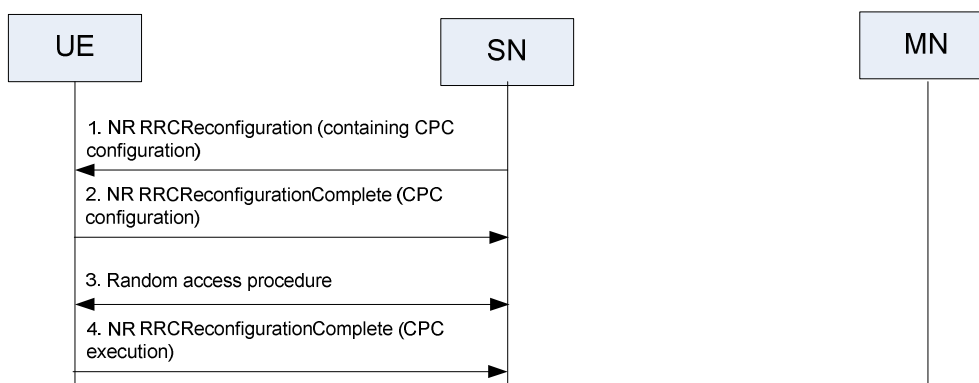 UE
SN
MN
1. NR RRCReconfiguration (containing CPC
configuration)
2. NR RRCReconfigurationComplete (CPC
configuration)
3. Random access procedure
4. NR RRCReconfigurationComplete (CPC
execution)